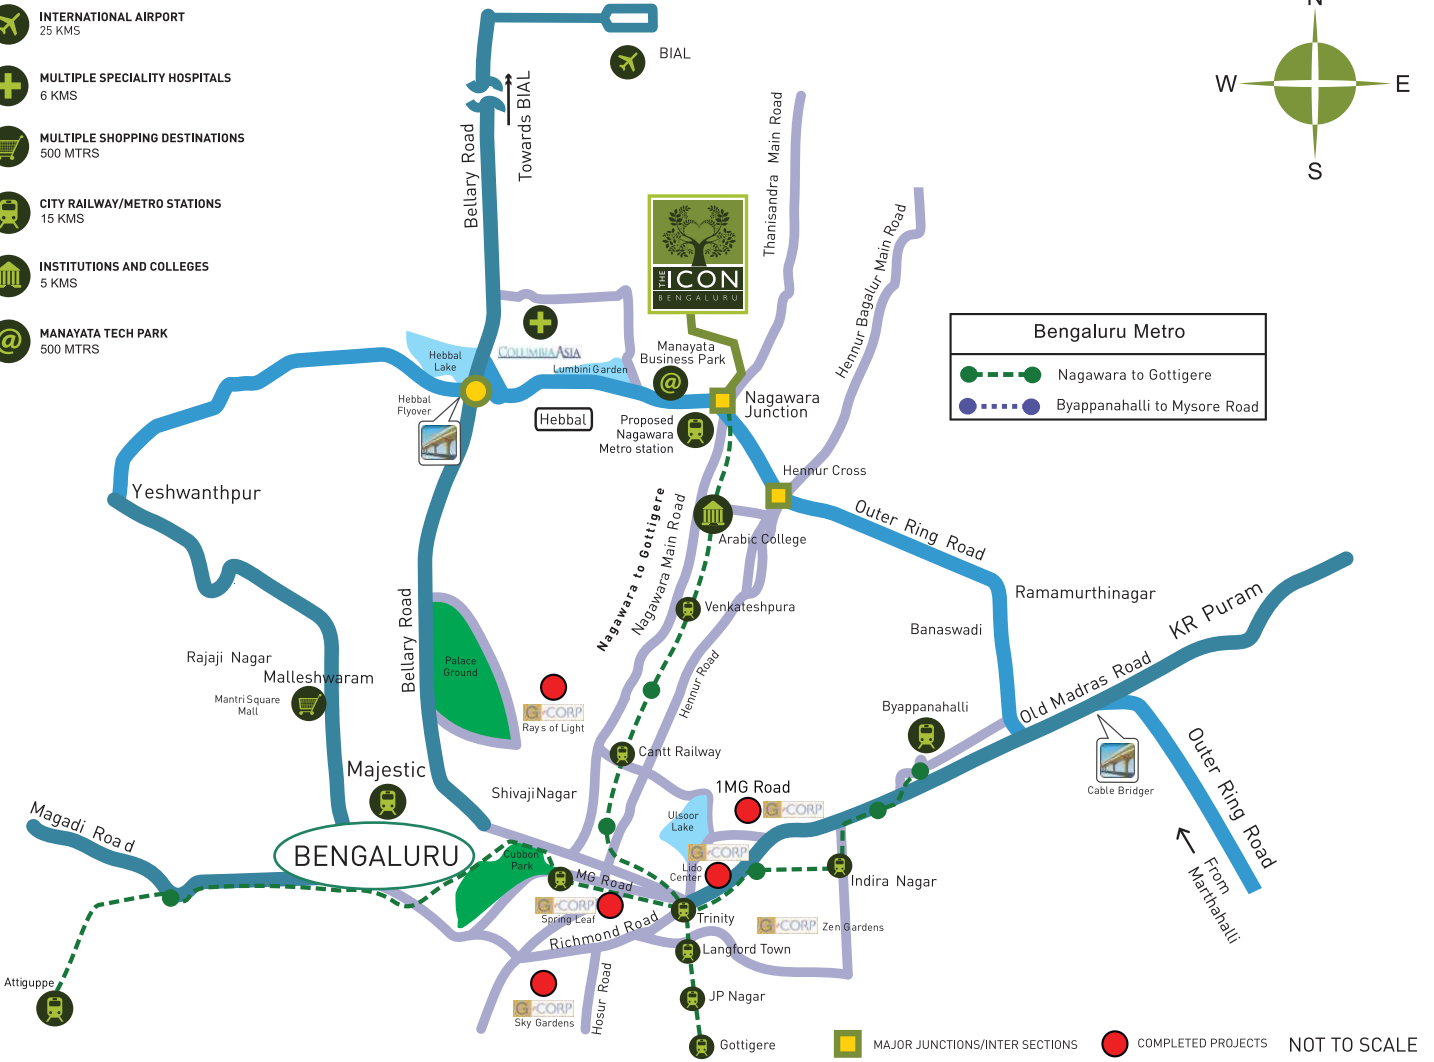 INTERNATIONAL AIRPORT
25 KMS
MULTIPLE SPECIALITY HOSPITALS
6 KMS
MULTIPLE SHOPPING DESTINATIONS
500 MTRS
CITY RAILWAY/METRO STATIONS
15 KMS
INSTITUTIONS AND COLLEGES
5 KMS
@
MANAYATA TECH PARK
500 MTRS
BIAL
Towards BIAL
Bellary Road
N
W
E
S
THE ICON
BENGALURU
Thanisandra Main Road
Hennur Bagalur Main Road
Bengaluru Metro
Nagawara to Gottigere
Byappanahalli to Mysore Road
COLUMBIA ASIA
Hebbal
Lake
Lumbini Garden
Manayata
Business Park
@
Hebbal
Flyover
Hebbal
Nagawara
Junction
Proposed
Nagawara
Metro station
Hennur Cross
Yeshwanthpur
Outer Ring Road
Nagawara to Gottigere
Nagawara Main Road
Arabic College
Venkateshpura
Ramamurthinagar
Banaswadi
KR Puram
Bellary Road
Palace
Ground
Rajaji Nagar
Malleshwaram
Mantri Square
Mall
G:CORP
Rays of Light
Hennur Road
Old Madras Road
Byappanahalli
Cantt Railway
Outer Ring Road
Majestic
ShivajiNagar
1MG Road
G:CORP
Cable Bridger
Ulsoor
Lake
Magadi Road
BENGALURU
Cubbon
Park
G:CORP
Lido
Center
MG Road
Indira Nagar
From
Marthahalli
G:CORP
Spring Leaf
Trinity
G:CORP
Zen Gardens
Richmond Road
Langford Town
Attiguppe
Hosur Road
JP Nagar
G:CORP
Sky Gardens
Gottigere
MAJOR JUNCTIONS/INTER SECTIONS
COMPLETED PROJECTS
NOT TO SCALE